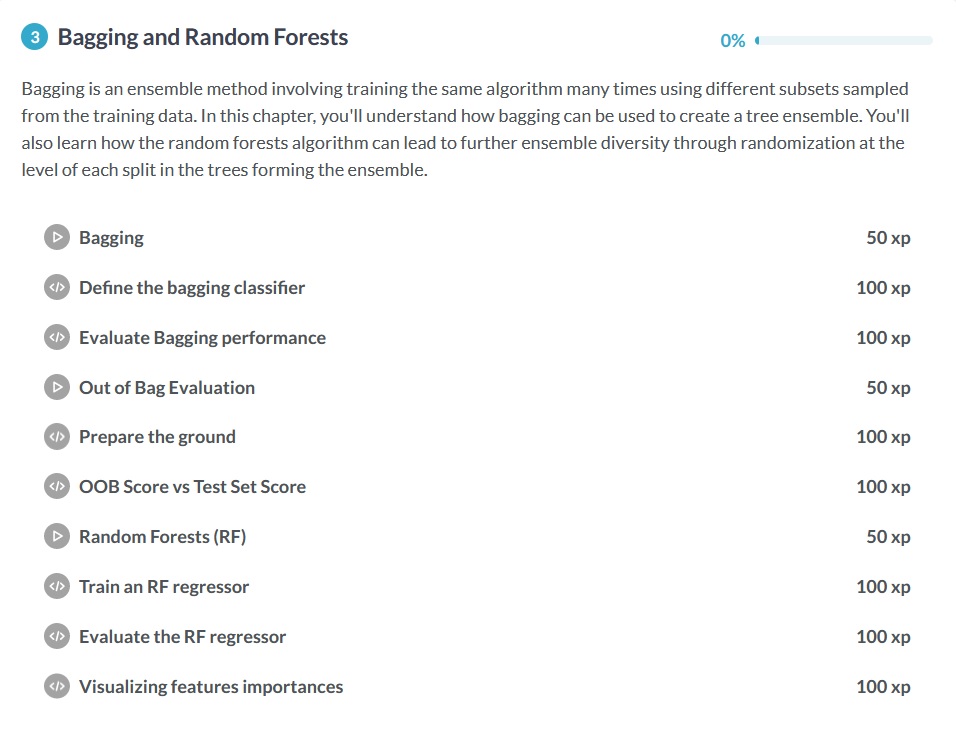 3 Bagging and Random Forests 0%
Bagging is an ensemble method involving training the same algorithm many times using different subsets sampled
from the training data. In this chapter, you'll understand how bagging can be used to create a tree ensemble. You'll
also learn how the random forests algorithm can lead to further ensemble diversity through randomization at the
level of each split in the trees forming the ensemble.
Bagging 50 xp
</> Define the bagging classifier 100 xp
</> Evaluate Bagging performance 100 xp
Out of Bag Evaluation 50 xp
</> Prepare the ground 100 xp
</> OOB Score vs Test Set Score 100 xp
Random Forests (RF) 50 xp
</> Train an RF regressor 100 xp
</> Evaluate the RF regressor 100 xp
</> Visualizing features importances 100 xp